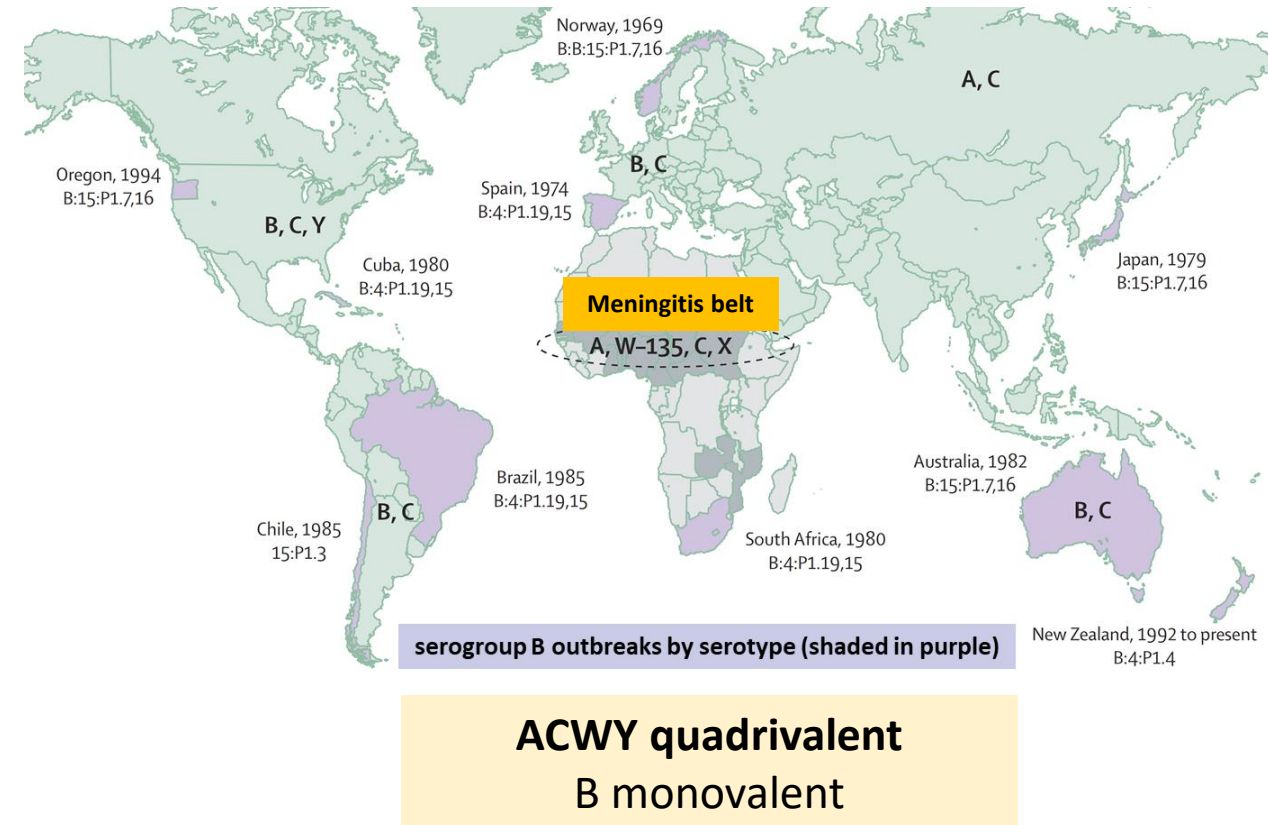 Norway, 1969
B:B:15:P1.7,16
A, C
Oregon, 1994
B:15:P1.7,16
B, C
Spain, 1974
B:4:P1.19,15
B, C, Y
Cuba, 1980
B:4:P1.19,15
Japan, 1979
B:15:P1.7,16
Meningitis belt
A, W–135, C, X
Australia, 1982
B:15:P1.7,16
Brazil, 1985
B:4:P1.19,15
B, C
B, C
Chile, 1985
15:P1.3
South Africa, 1980
B:4:P1.19,15
serogroup B outbreaks by serotype (shaded in purple)
New Zealand, 1992 to present
B:4:P1.4
ACWY quadrivalent
B monovalent